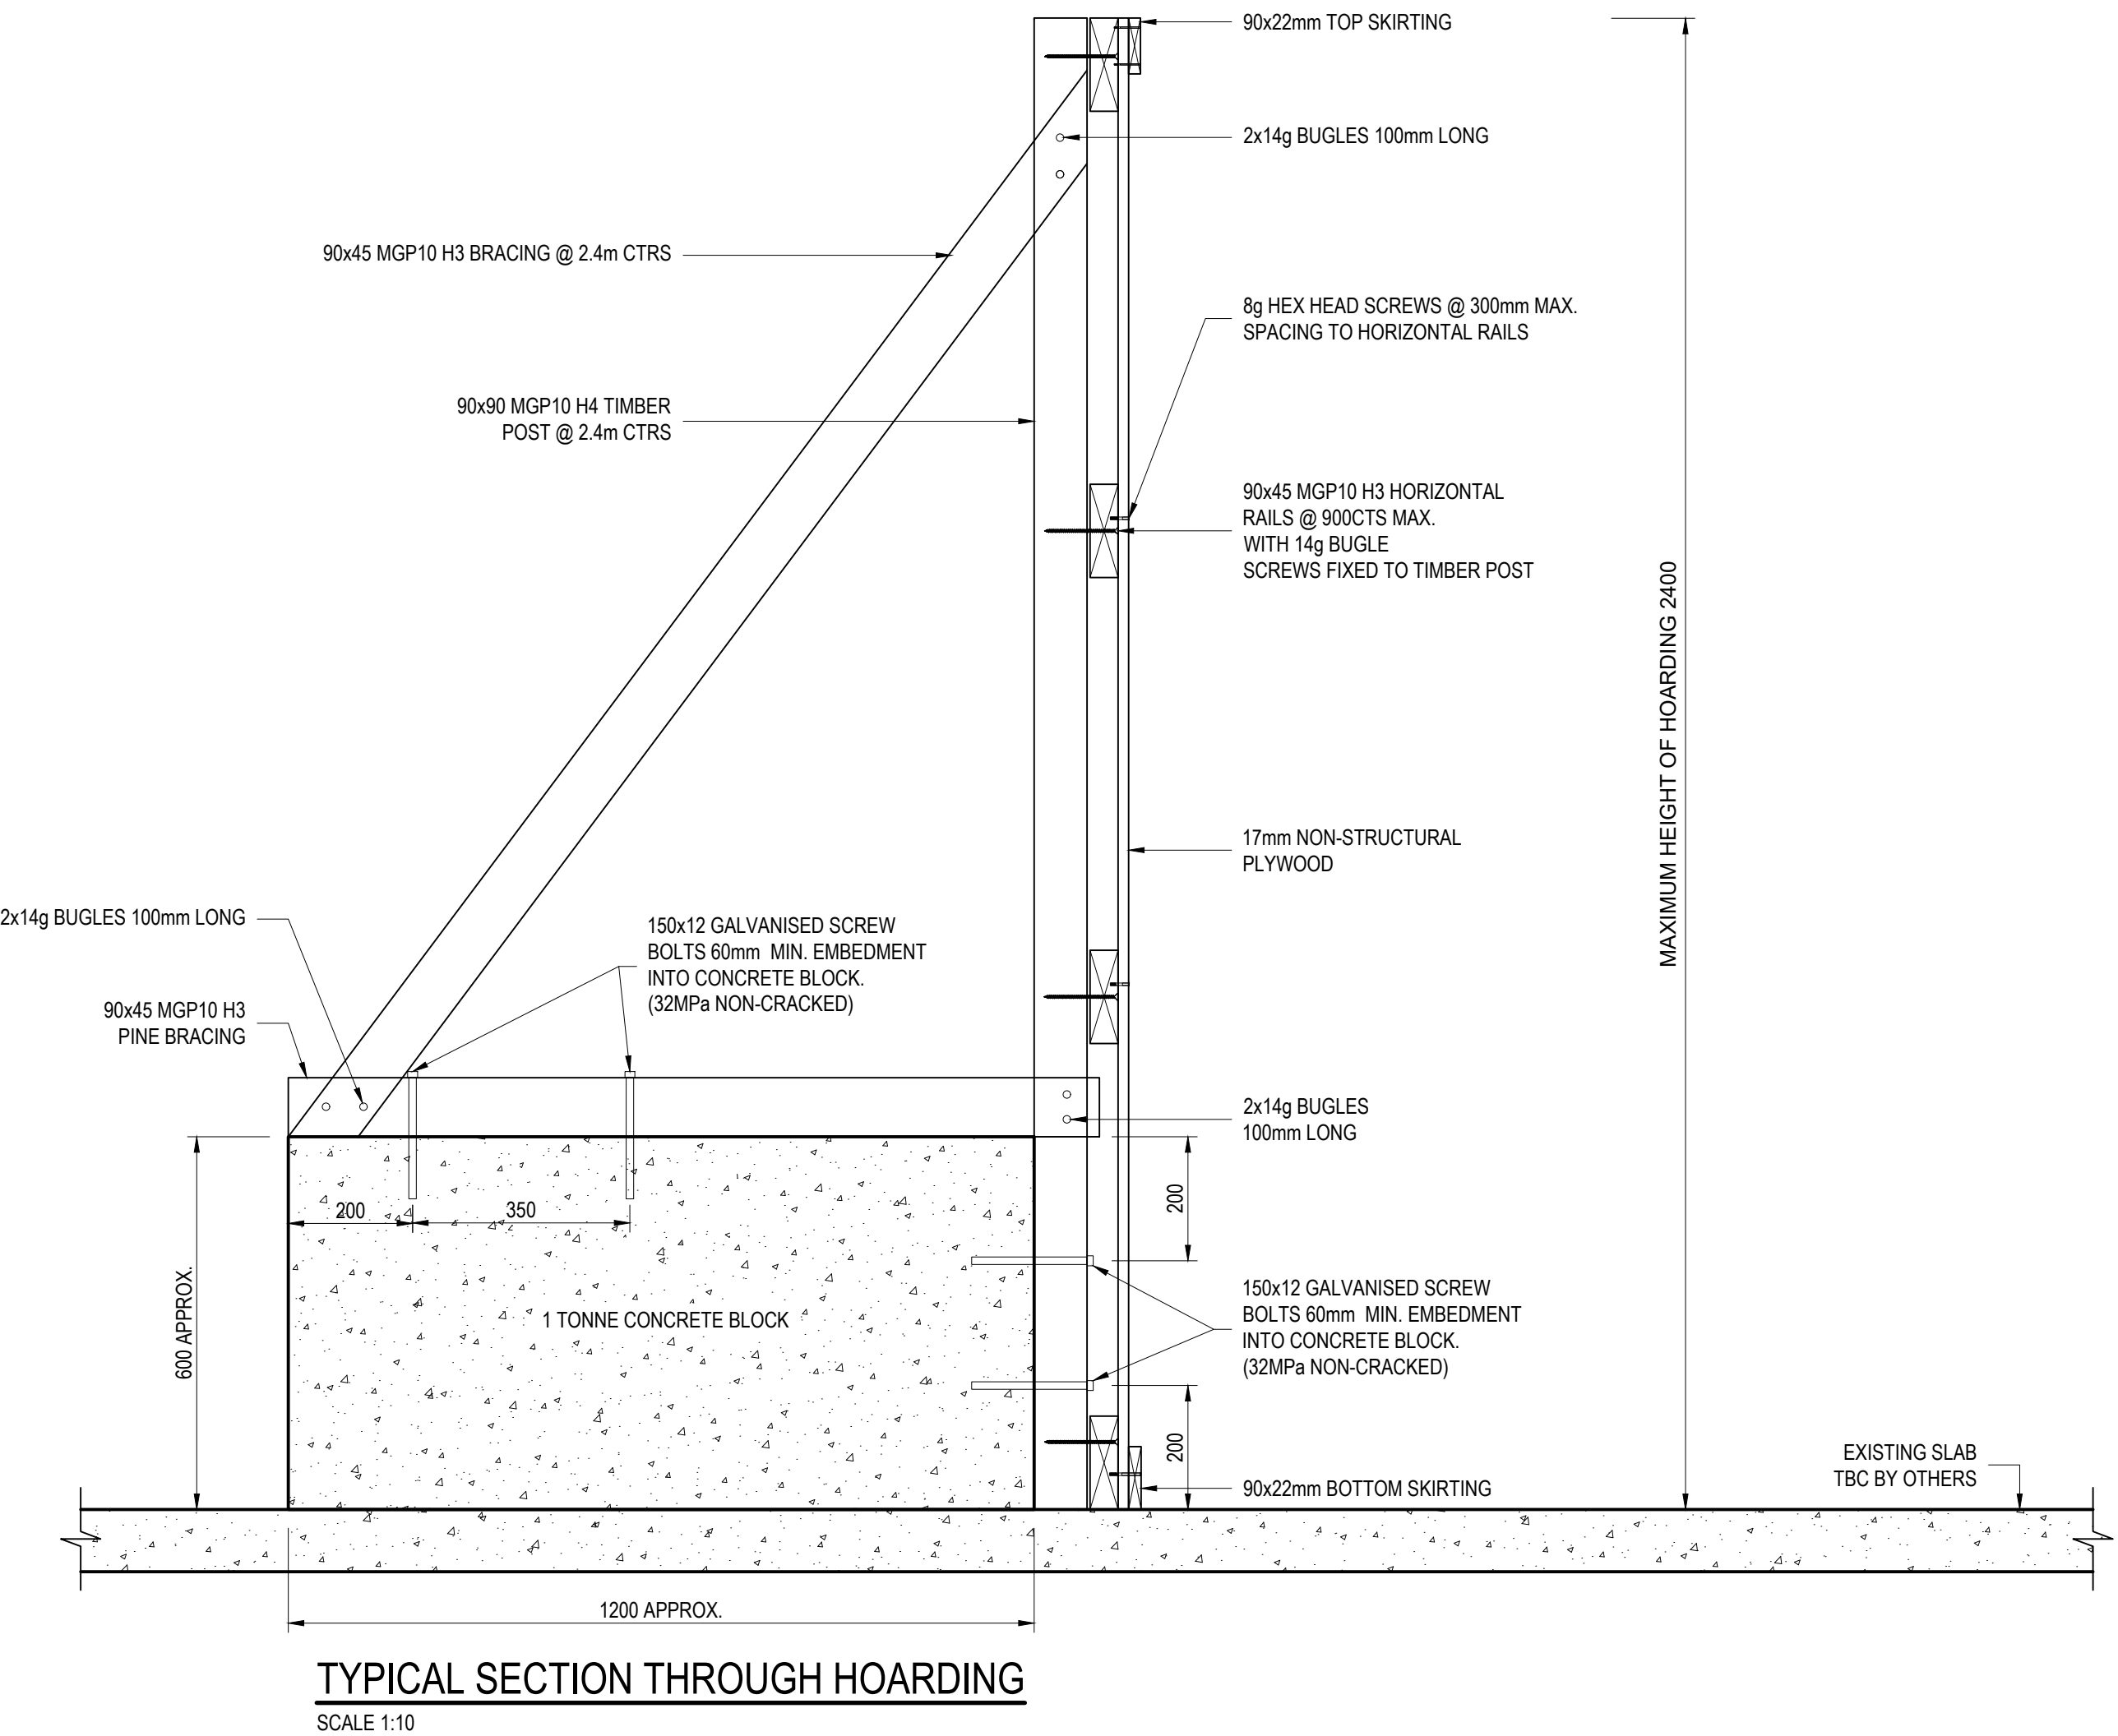 90x22mm TOP SKIRTING
2x14g BUGLES 100mm LONG
90x45 MGP10 H3 BRACING @ 2.4m CTRS
8g HEX HEAD SCREWS @ 300mm MAX.
SPACING TO HORIZONTAL RAILS
90x90 MGP10 H4 TIMBER
POST @ 2.4m CTRS
90x45 MGP10 H3 HORIZONTAL
RAILS @ 900CTS MAX.
WITH 14g BUGLE
SCREWS FIXED TO TIMBER POST
MAXIMUM HEIGHT OF HOARDING 2400
17mm NON-STRUCTURAL
PLYWOOD
2x14g BUGLES 100mm LONG
150x12 GALVANISED SCREW
BOLTS 60mm MIN. EMBEDMENT
INTO CONCRETE BLOCK.
(32MPa NON-CRACKED)
90x45 MGP10 H3
PINE BRACING
2x14g BUGLES
100mm LONG
200
350
200
600 APPROX.
1 TONNE CONCRETE BLOCK
150x12 GALVANISED SCREW
BOLTS 60mm MIN. EMBEDMENT
INTO CONCRETE BLOCK.
(32MPa NON-CRACKED)
200
90x22mm BOTTOM SKIRTING
EXISTING SLAB
TBC BY OTHERS
1200 APPROX.
TYPICAL SECTION THROUGH HOARDING
SCALE 1:10